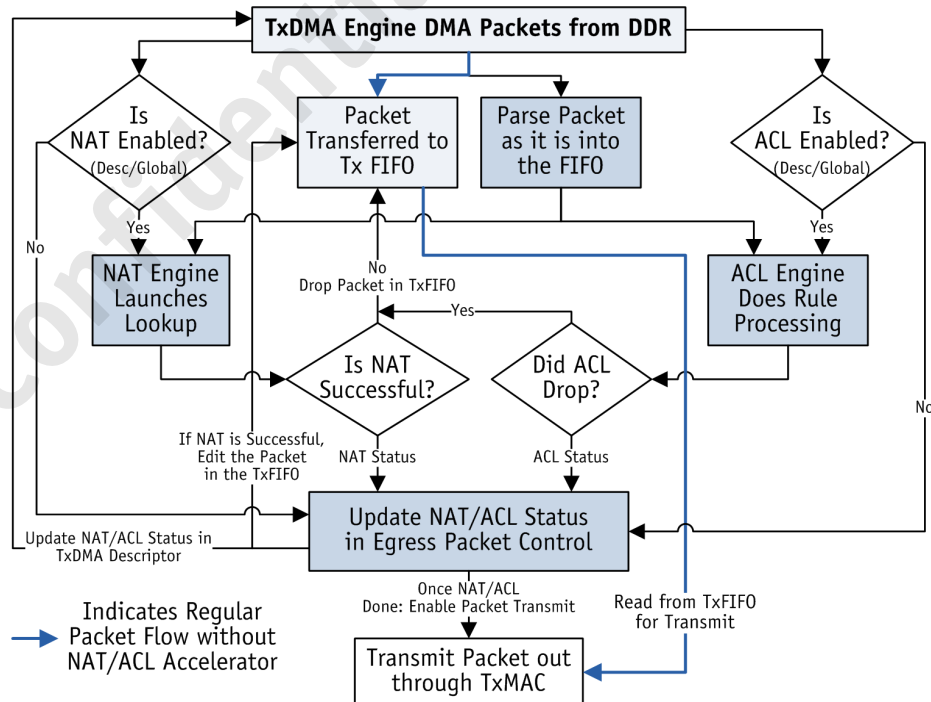 TxDMA Engine DMA Packets from DDR
Is
NAT Enabled?
(Desc/Global)
Packet
Transferred to
Tx FIFO
Parse Packet
as it is into
the FIFO
Is
ACL Enabled?
(Desc/Global)
Yes
Yes
No
NAT Engine
Launches
Lookup
No
Drop Packet in TxFIFO
ACL Engine
Does Rule
Processing
Yes
Is NAT
Successful?
Did ACL
Drop?
No
If NAT is Successful,
Edit the Packet
in the TxFIFO
NAT Status
ACL Status
Update NAT/ACL Status
in Egress Packet Control
Update NAT/ACL Status in
TxDMA Descriptor
Once NAT/ACL
Done: Enable Packet Transmit
Read from TxFIFO
for Transmit
Indicates Regular
Packet Flow without
NAT/ACL Accelerator
Transmit Packet out
through TxMAC
Confidential